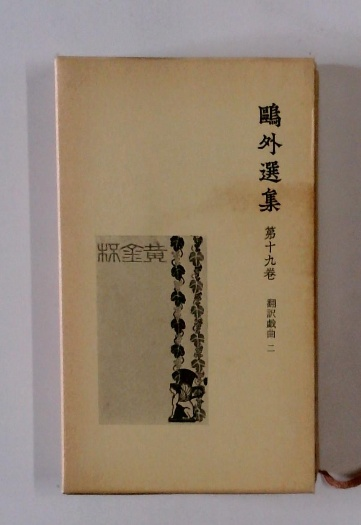 鷗外選集
第十九巻
翻訳戯曲 二
黄金杯